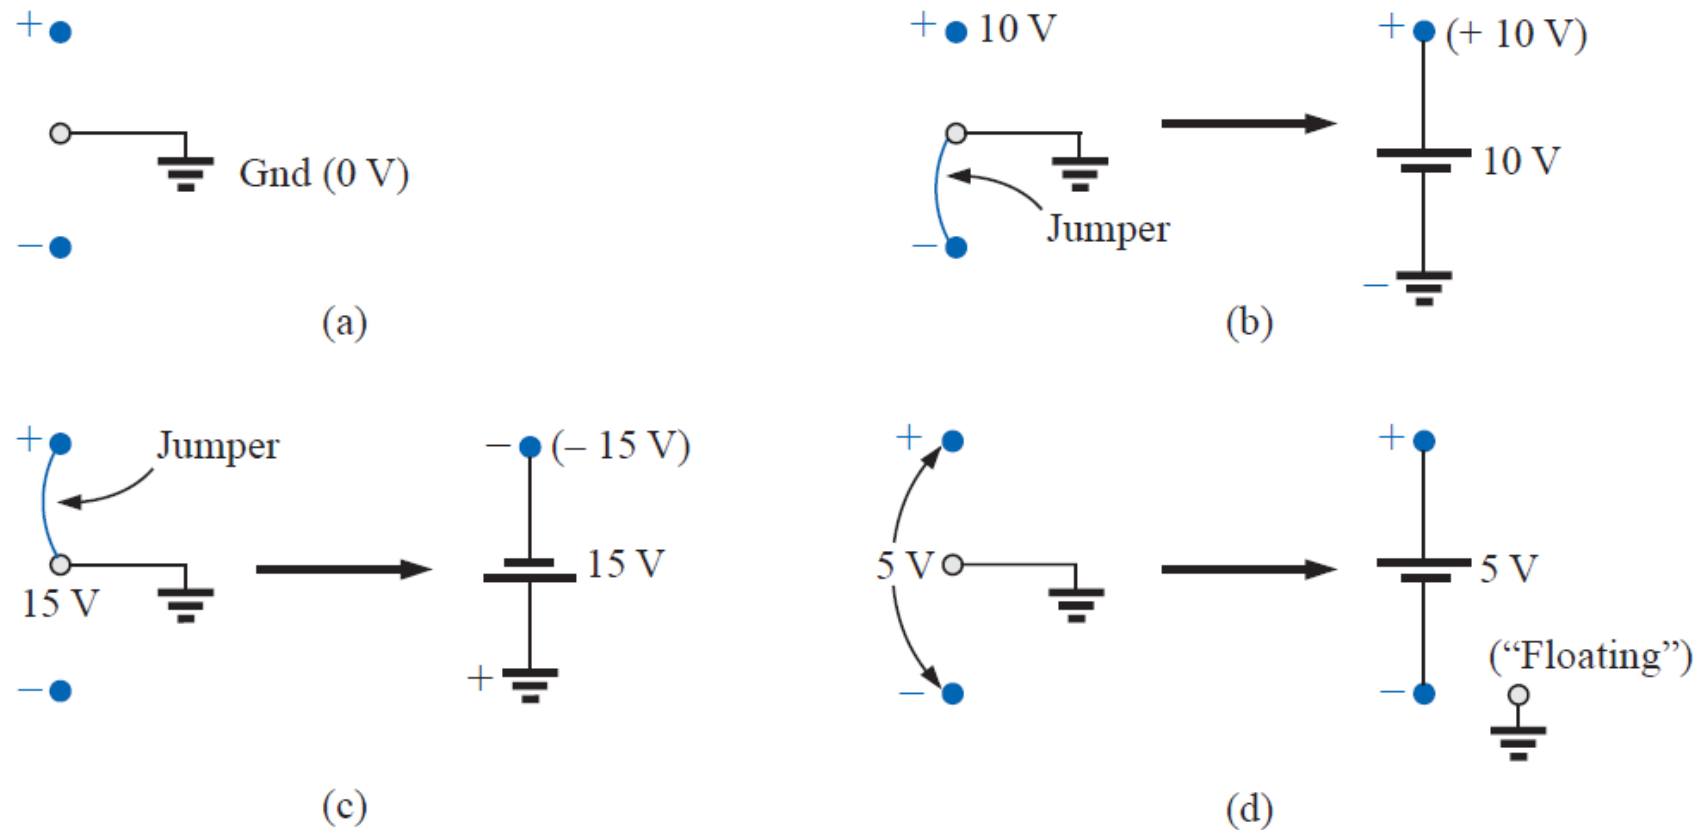 +
Gnd (0 V)
–
(a)
+ 10 V
Jumper
–
+ (+ 10 V)
10 V
–
(b)
+
Jumper
15 V
–
– (– 15 V)
15 V
+
(c)
+
5 V
–
+
5 V
(“Floating”)
–
(d)